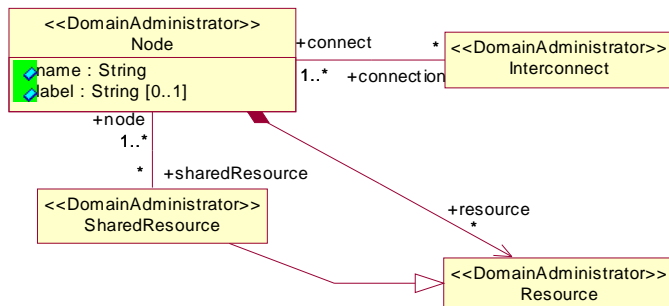 <<DomainAdministrator>>
Node
name : String
label : String [0..1]
+connect
*
1..*
+connection
<<DomainAdministrator>>
Interconnect
+node
1..*
*
+sharedResource
<<DomainAdministrator>>
SharedResource
+resource
*
<<DomainAdministrator>>
Resource